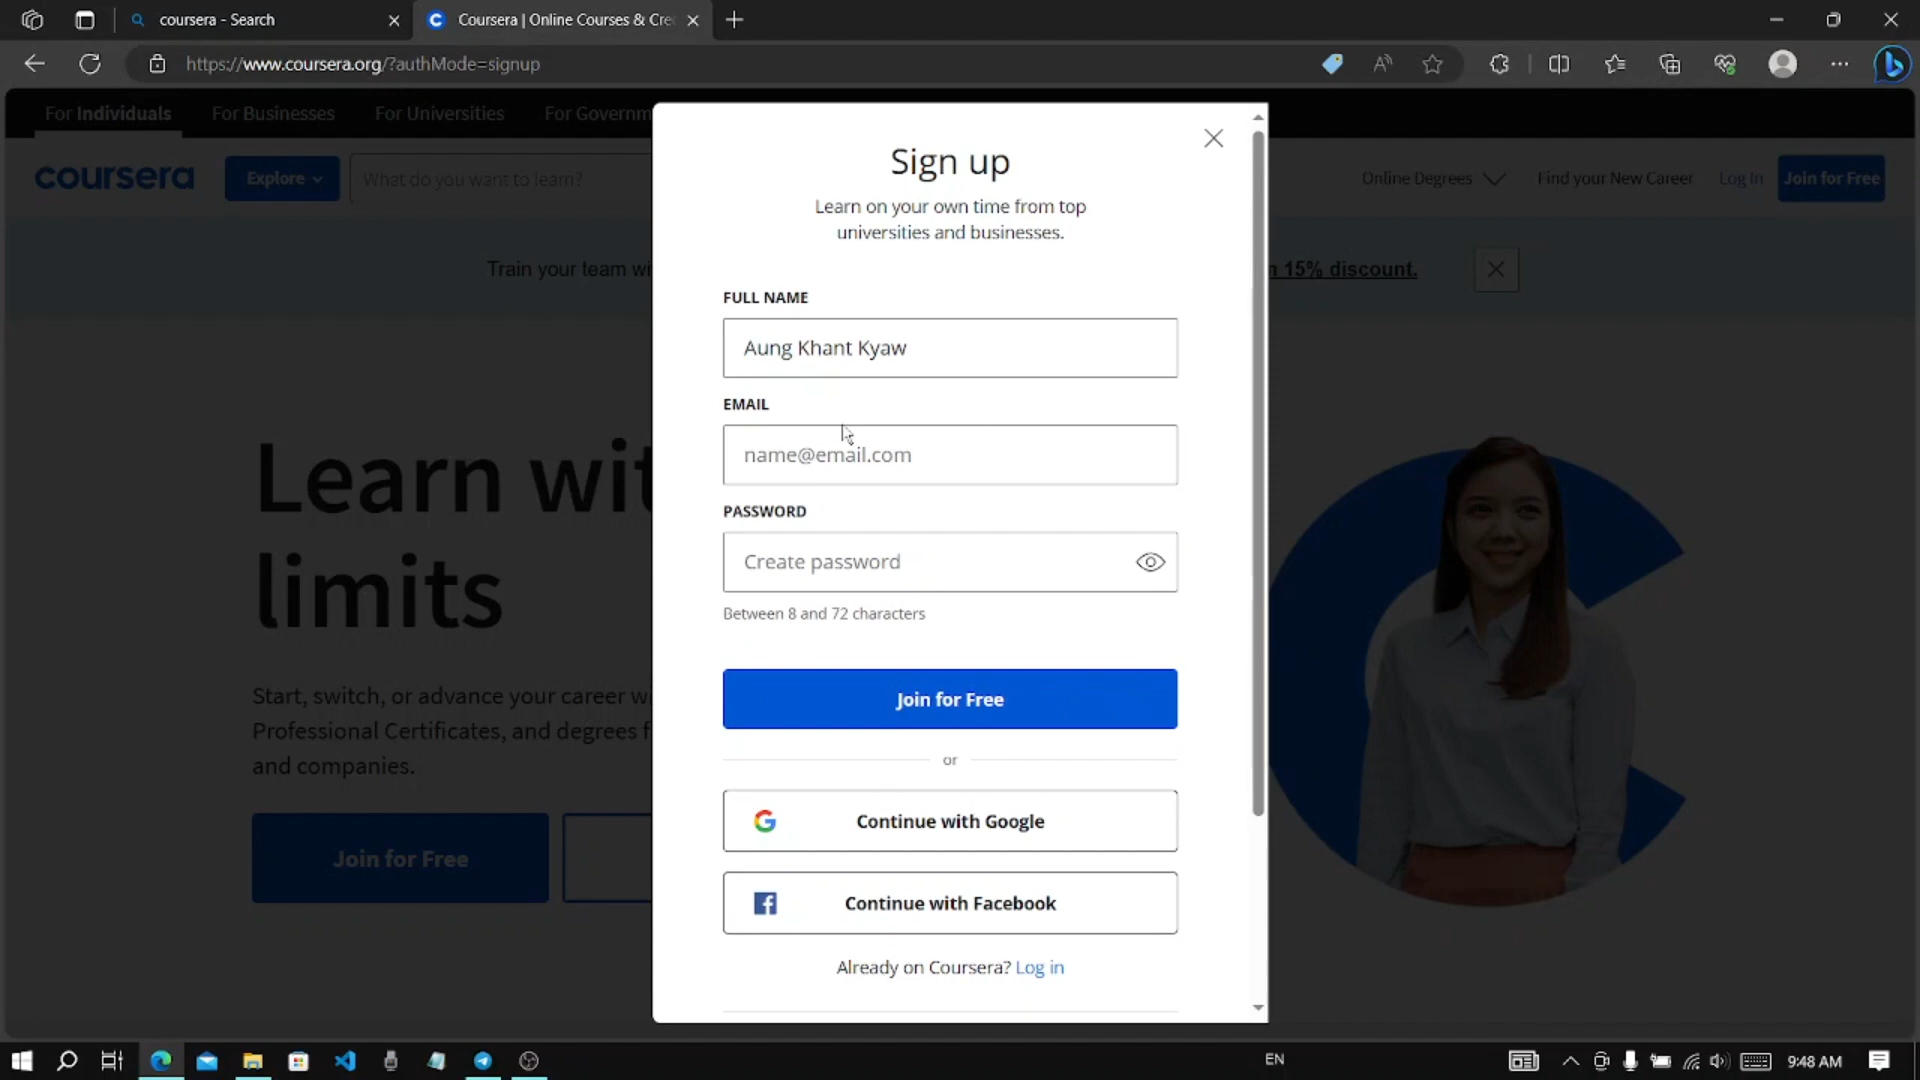 coursera - Search
Coursera | Online Courses & Cre
https://www.coursera.org/?authMode=signup
For Individuals
For Businesses
For Universities
For Governm
coursera
Explore
What do you want to learn?
Online Degrees
Find your New Career
Log In
Join for Free
Train your team wi
15% discount.
Learn wit
limits
Start, switch, or advance your career w
Professional Certificates, and degrees f
and companies.
Join for Free
Sign up
Learn on your own time from top
universities and businesses.
FULL NAME
Aung Khant Kyaw
EMAIL
name@email.com
PASSWORD
Create password
Between 8 and 72 characters
Join for Free
or
Continue with Google
Continue with Facebook
Already on Coursera? Log in
EN
9:48 AM